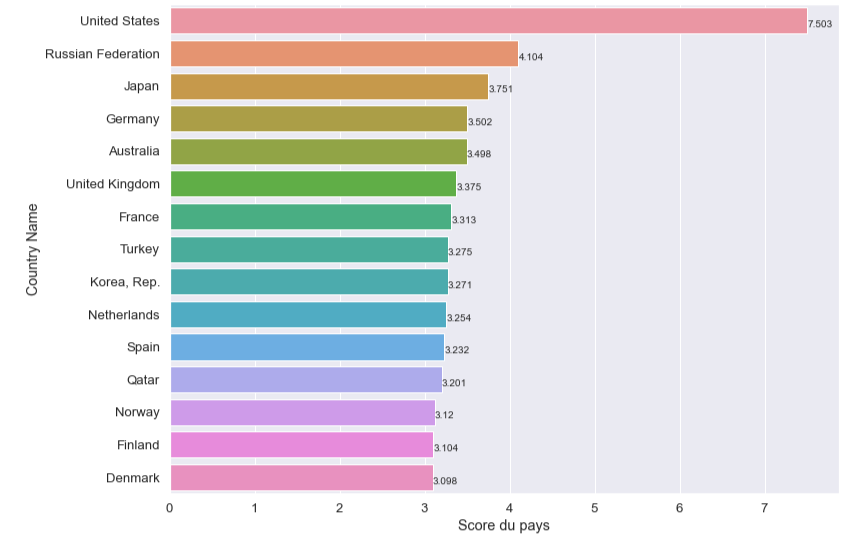 United States
7.503
Russian Federation
4.104
Japan
3.751
Germany
3.502
Australia
3.498
United Kingdom
3.375
France
3.313
Turkey
3.275
Korea, Rep.
3.271
Netherlands
3.254
Spain
3.232
Qatar
3.201
Norway
3.12
Finland
3.104
Denmark
3.098
Country Name
0 1 2 3 4 5 6 7
Score du pays